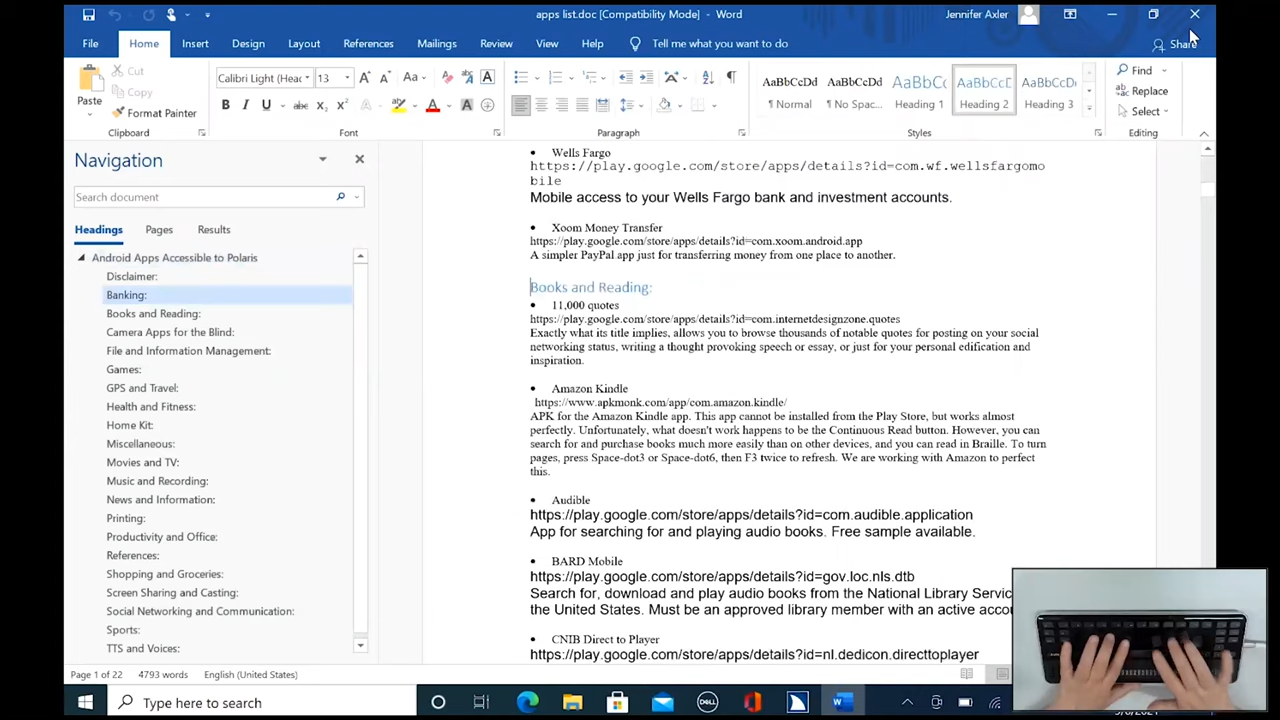 apps list.doc [Compatibility Mode] - Word
Jennifer Axler
File Home Insert Design Layout References Mailings Review View Help Tell me what you want to do
Share
Paste
Cut
Copy
Format Painter
Clipboard
Calibri Light (Heac 13
Font
Paragraph
AaBbCcDd AaBbCcDd AaBbC AaBbCcD AaBbCcD
¶ Normal ¶ No Spac... Heading 1 Heading 2 Heading 3
Styles
Find
Replace
Select
Editing
Navigation
Search document
Headings Pages Results
Android Apps Accessible to Polaris
Disclaimer:
Banking:
Books and Reading:
Camera Apps for the Blind:
File and Information Management:
Games:
GPS and Travel:
Health and Fitness:
Home Kit:
Miscellaneous:
Movies and TV:
Music and Recording:
News and Information:
Printing:
Productivity and Office:
References:
Shopping and Groceries:
Screen Sharing and Casting:
Social Networking and Communication:
Sports:
TTS and Voices:
• Wells Fargo
https://play.google.com/store/apps/details?id=com.wf.wellsfargomo
bile
Mobile access to your Wells Fargo bank and investment accounts.
• Xoom Money Transfer
https://play.google.com/store/apps/details?id=com.xoom.android.app
A simpler PayPal app just for transferring money from one place to another.
Books and Reading:
• 11,000 quotes
https://play.google.com/store/apps/details?id=com.internetdesignzone.quotes
Exactly what its title implies, allows you to browse thousands of notable quotes for posting on your social
networking status, writing a thought provoking speech or essay, or just for your personal edification and
inspiration.
• Amazon Kindle
https://www.apkmonk.com/app/com.amazon.kindle/
APK for the Amazon Kindle app. This app cannot be installed from the Play Store, but works almost
perfectly. Unfortunately, what doesn't work happens to be the Continuous Read button. However, you can
search for and purchase books much more easily than on other devices, and you can read in Braille. To turn
pages, press Space-dot3 or Space-dot6, then F3 twice to refresh. We are working with Amazon to perfect
this.
• Audible
https://play.google.com/store/apps/details?id=com.audible.application
App for searching for and playing audio books. Free sample available.
• BARD Mobile
https://play.google.com/store/apps/details?id=gov.loc.nls.dtb
Search for, download and play audio books from the National Library Servic
the United States. Must be an approved library member with an active accou
• CNIB Direct to Player
https://play.google.com/store/apps/details?id=nl.dedicon.directtoplayer
Page 1 of 22 4793 words English (United States)
Type here to search